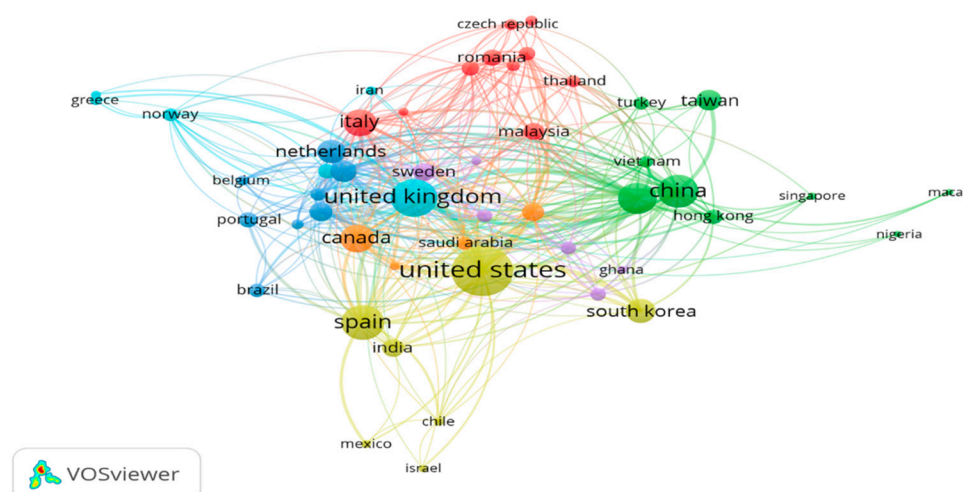 czech republic
romania
thailand
iran
greece
norway
italy
turkey
taiwan
malaysia
netherlands
sweden
viet nam
belgium
united kingdom
china
singapore
maca
portugal
hong kong
canada
saudi arabia
nigeria
united states
ghana
brazil
spain
south korea
india
chile
mexico
israel
VOSviewer